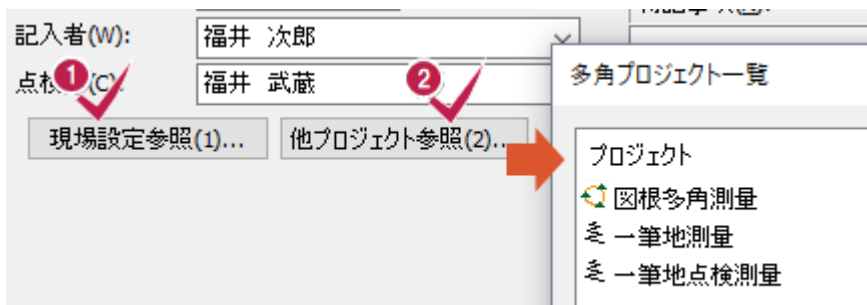 記入者(W):
福井 次郎
点検
(C):
福井 武蔵
1
2
現場設定参照(1)...
他プロジェクト参照(2)...
多角プロジェクト一覧
プロジェクト
図根多角測量
一筆地測量
一筆地点検測量